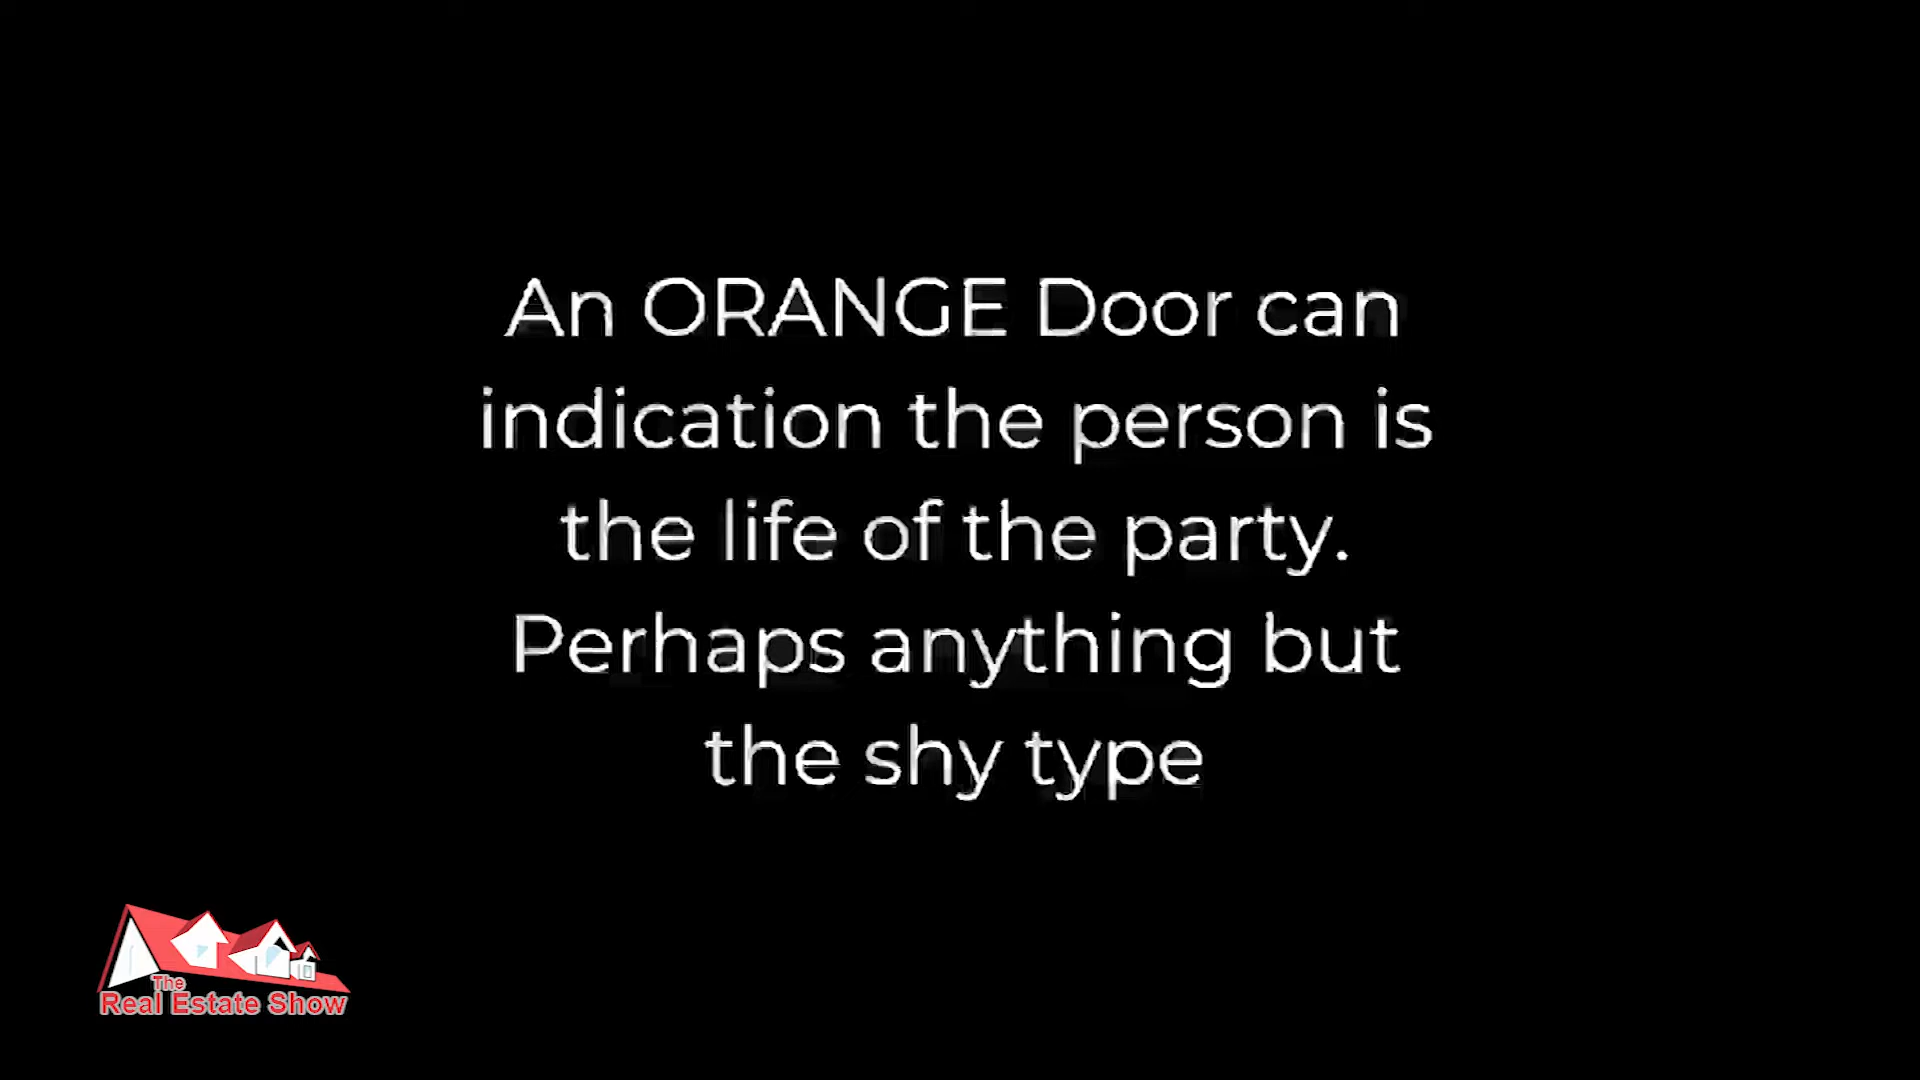 An ORANGE Door can
indication the person is
the life of the party.
Perhaps anything but
the shy type
The
Real Estate Show